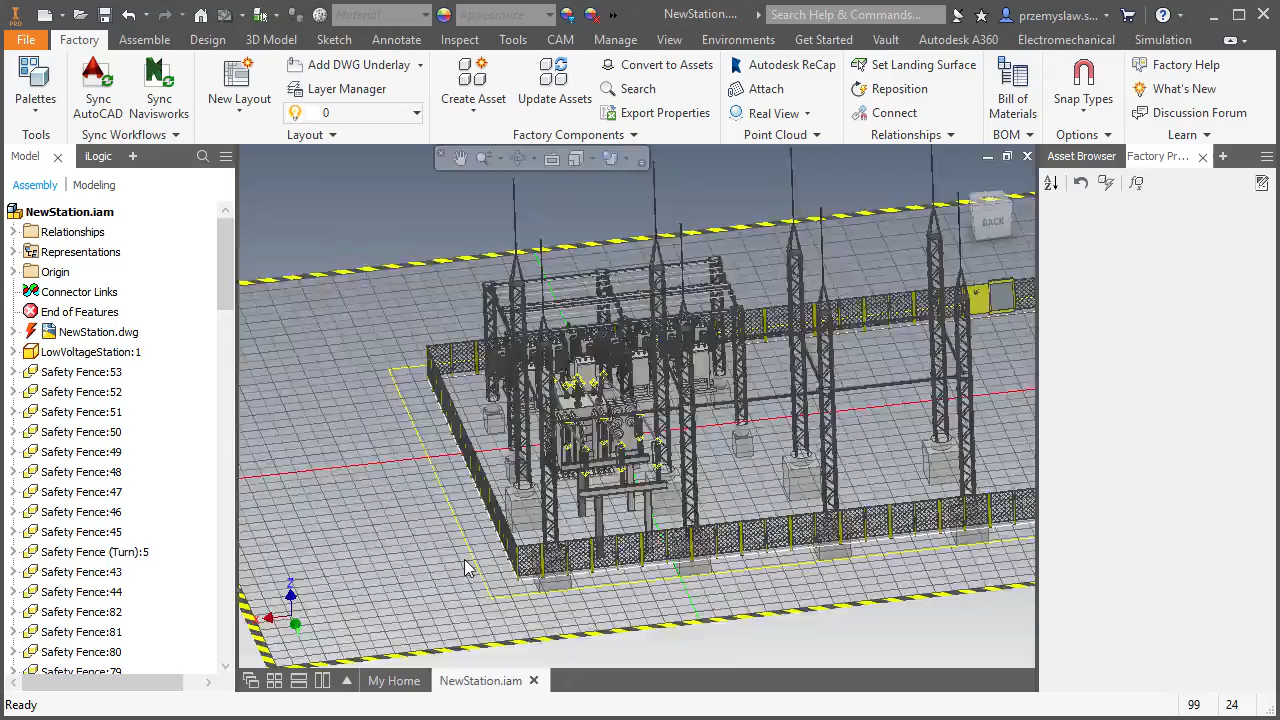 PRO
Material
Appearance
NewStation....
Search Help & Commands...
przemyslaw.s...
File
Factory
Assemble
Design
3D Model
Sketch
Annotate
Inspect
Tools
CAM
Manage
View
Environments
Get Started
Vault
Autodesk A360
Electromechanical
Simulation
Palettes
Tools
Sync
AutoCAD
Sync
Navisworks
Sync Workflows
New Layout
Add DWG Underlay
Layer Manager
0
Layout
Create Asset
Update Assets
Convert to Assets
Search
Export Properties
Factory Components
Autodesk ReCap
Attach
Real View
Point Cloud
Set Landing Surface
Reposition
Connect
Relationships
Bill of
Materials
BOM
Snap Types
Options
Factory Help
What's New
Discussion Forum
Learn
Model
iLogic
Assembly
Modeling
NewStation.iam
Relationships
Representations
Origin
Connector Links
End of Features
NewStation.dwg
LowVoltageStation:1
Safety Fence:53
Safety Fence:52
Safety Fence:51
Safety Fence:50
Safety Fence:49
Safety Fence:48
Safety Fence:47
Safety Fence:46
Safety Fence:45
Safety Fence (Turn):5
Safety Fence:43
Safety Fence:44
Safety Fence:82
Safety Fence:81
Safety Fence:80
Safety Fence:79
BACK
Z
Asset Browser
Factory Pr...
My Home
NewStation.iam
Ready
99
24